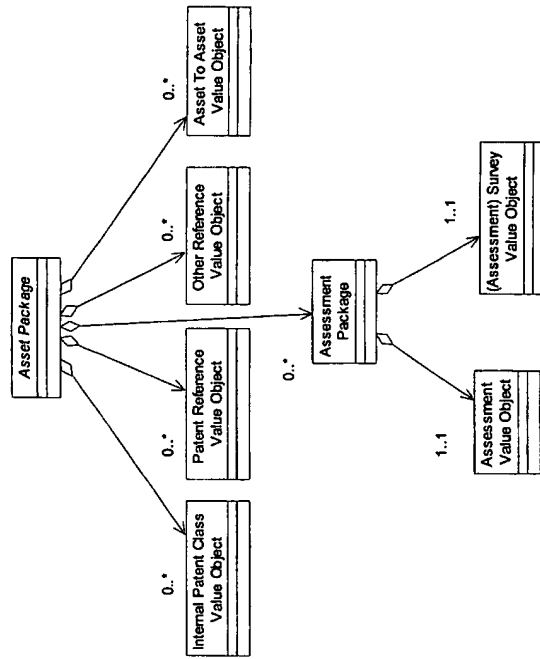 Asset Package
0..*
0..*
0..*
0..*
0..*
Internal Patent Class
Value Object
Patent Reference
Value Object
Other Reference
Value Object
Asset To Asset
Value Object
Assessment
Package
1..1
1..1
Assessment
Value Object
(Assessment) Survey
Value Object